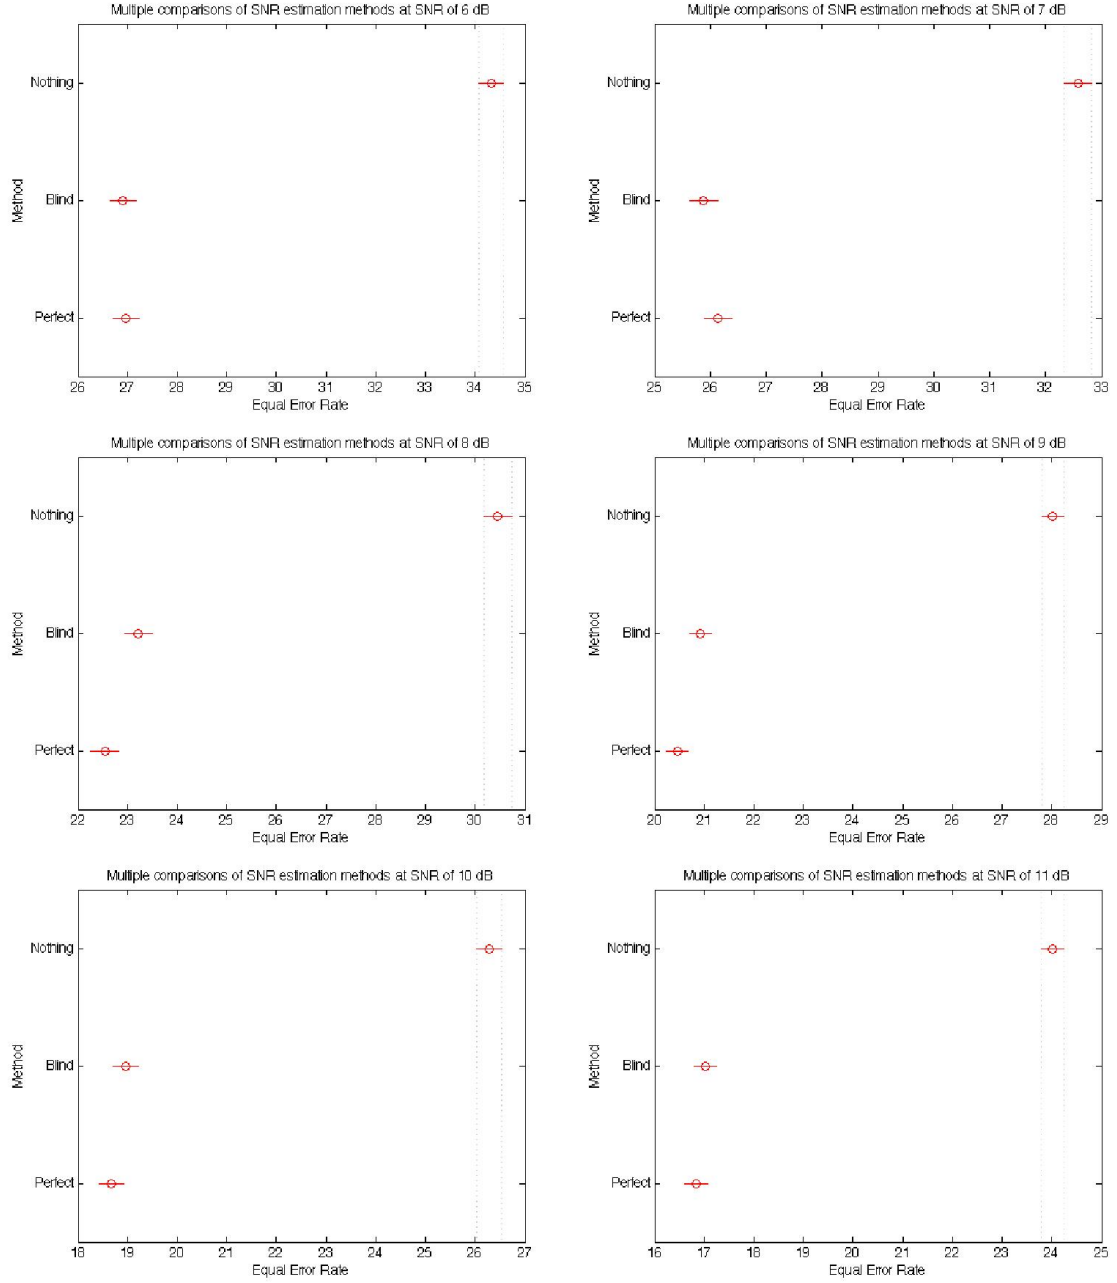 Multiple comparisons of SNR estimation methods at SNR of 6 dB
Nothing
Blind
Perfect
Method
26 27 28 29 30 31 32 33 34 35
Equal Error Rate
Multiple comparisons of SNR estimation methods at SNR of 7 dB
Nothing
Blind
Perfect
Method
25 26 27 28 29 30 31 32 33
Equal Error Rate
Multiple comparisons of SNR estimation methods at SNR of 8 dB
Nothing
Blind
Perfect
Method
22 23 24 25 26 27 28 29 30 31
Equal Error Rate
Multiple comparisons of SNR estimation methods at SNR of 9 dB
Nothing
Blind
Perfect
Method
20 21 22 23 24 25 26 27 28 29
Equal Error Rate
Multiple comparisons of SNR estimation methods at SNR of 10 dB
Nothing
Blind
Perfect
Method
18 19 20 21 22 23 24 25 26 27
Equal Error Rate
Multiple comparisons of SNR estimation methods at SNR of 11 dB
Nothing
Blind
Perfect
Method
16 17 18 19 20 21 22 23 24 25
Equal Error Rate